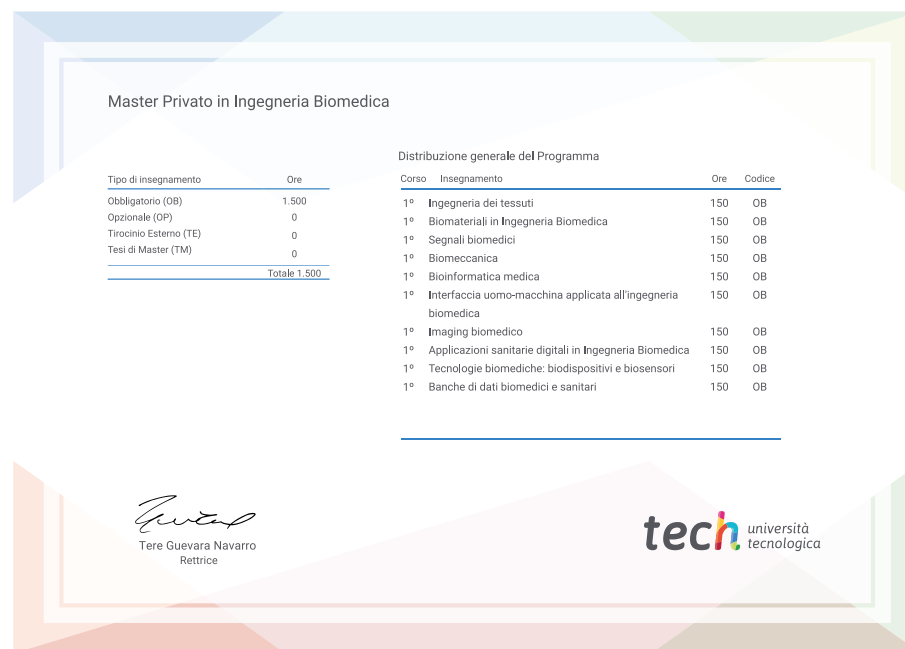 Master Privato in Ingegneria Biomedica
Tipo di insegnamento Ore
Obbligatorio (OB) 1.500
Opzionale (OP) 0
Tirocinio Esterno (TE) 0
Tesi di Master (TM) 0
Totale 1.500
Distribuzione generale del Programma
Corso Insegnamento Ore Codice
1º Ingegneria dei tessuti 150 OB
1º Biomateriali in Ingegneria Biomedica 150 OB
1º Segnali biomedici 150 OB
1º Biomeccanica 150 OB
1º Bioinformatica medica 150 OB
1º Interfaccia uomo-macchina applicata all'ingegneria 150 OB
biomedica
1º Imaging biomedico 150 OB
1º Applicazioni sanitarie digitali in Ingegneria Biomedica 150 OB
1º Tecnologie biomediche: biodispositivi e biosensori 150 OB
1º Banche di dati biomedici e sanitari 150 OB
Tere Guevara Navarro
Rettrice
tech università
tecnologica